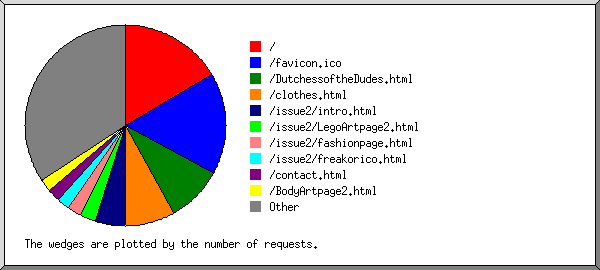 /
/favicon.ico
/DutchessoftheDudes.html
/clothes.html
/issue2/intro.html
/issue2/LegoArtpage2.html
/issue2/fashionpage.html
/issue2/freakorico.html
/contact.html
/BodyArtpage2.html
Other
The wedges are plotted by the number of requests.